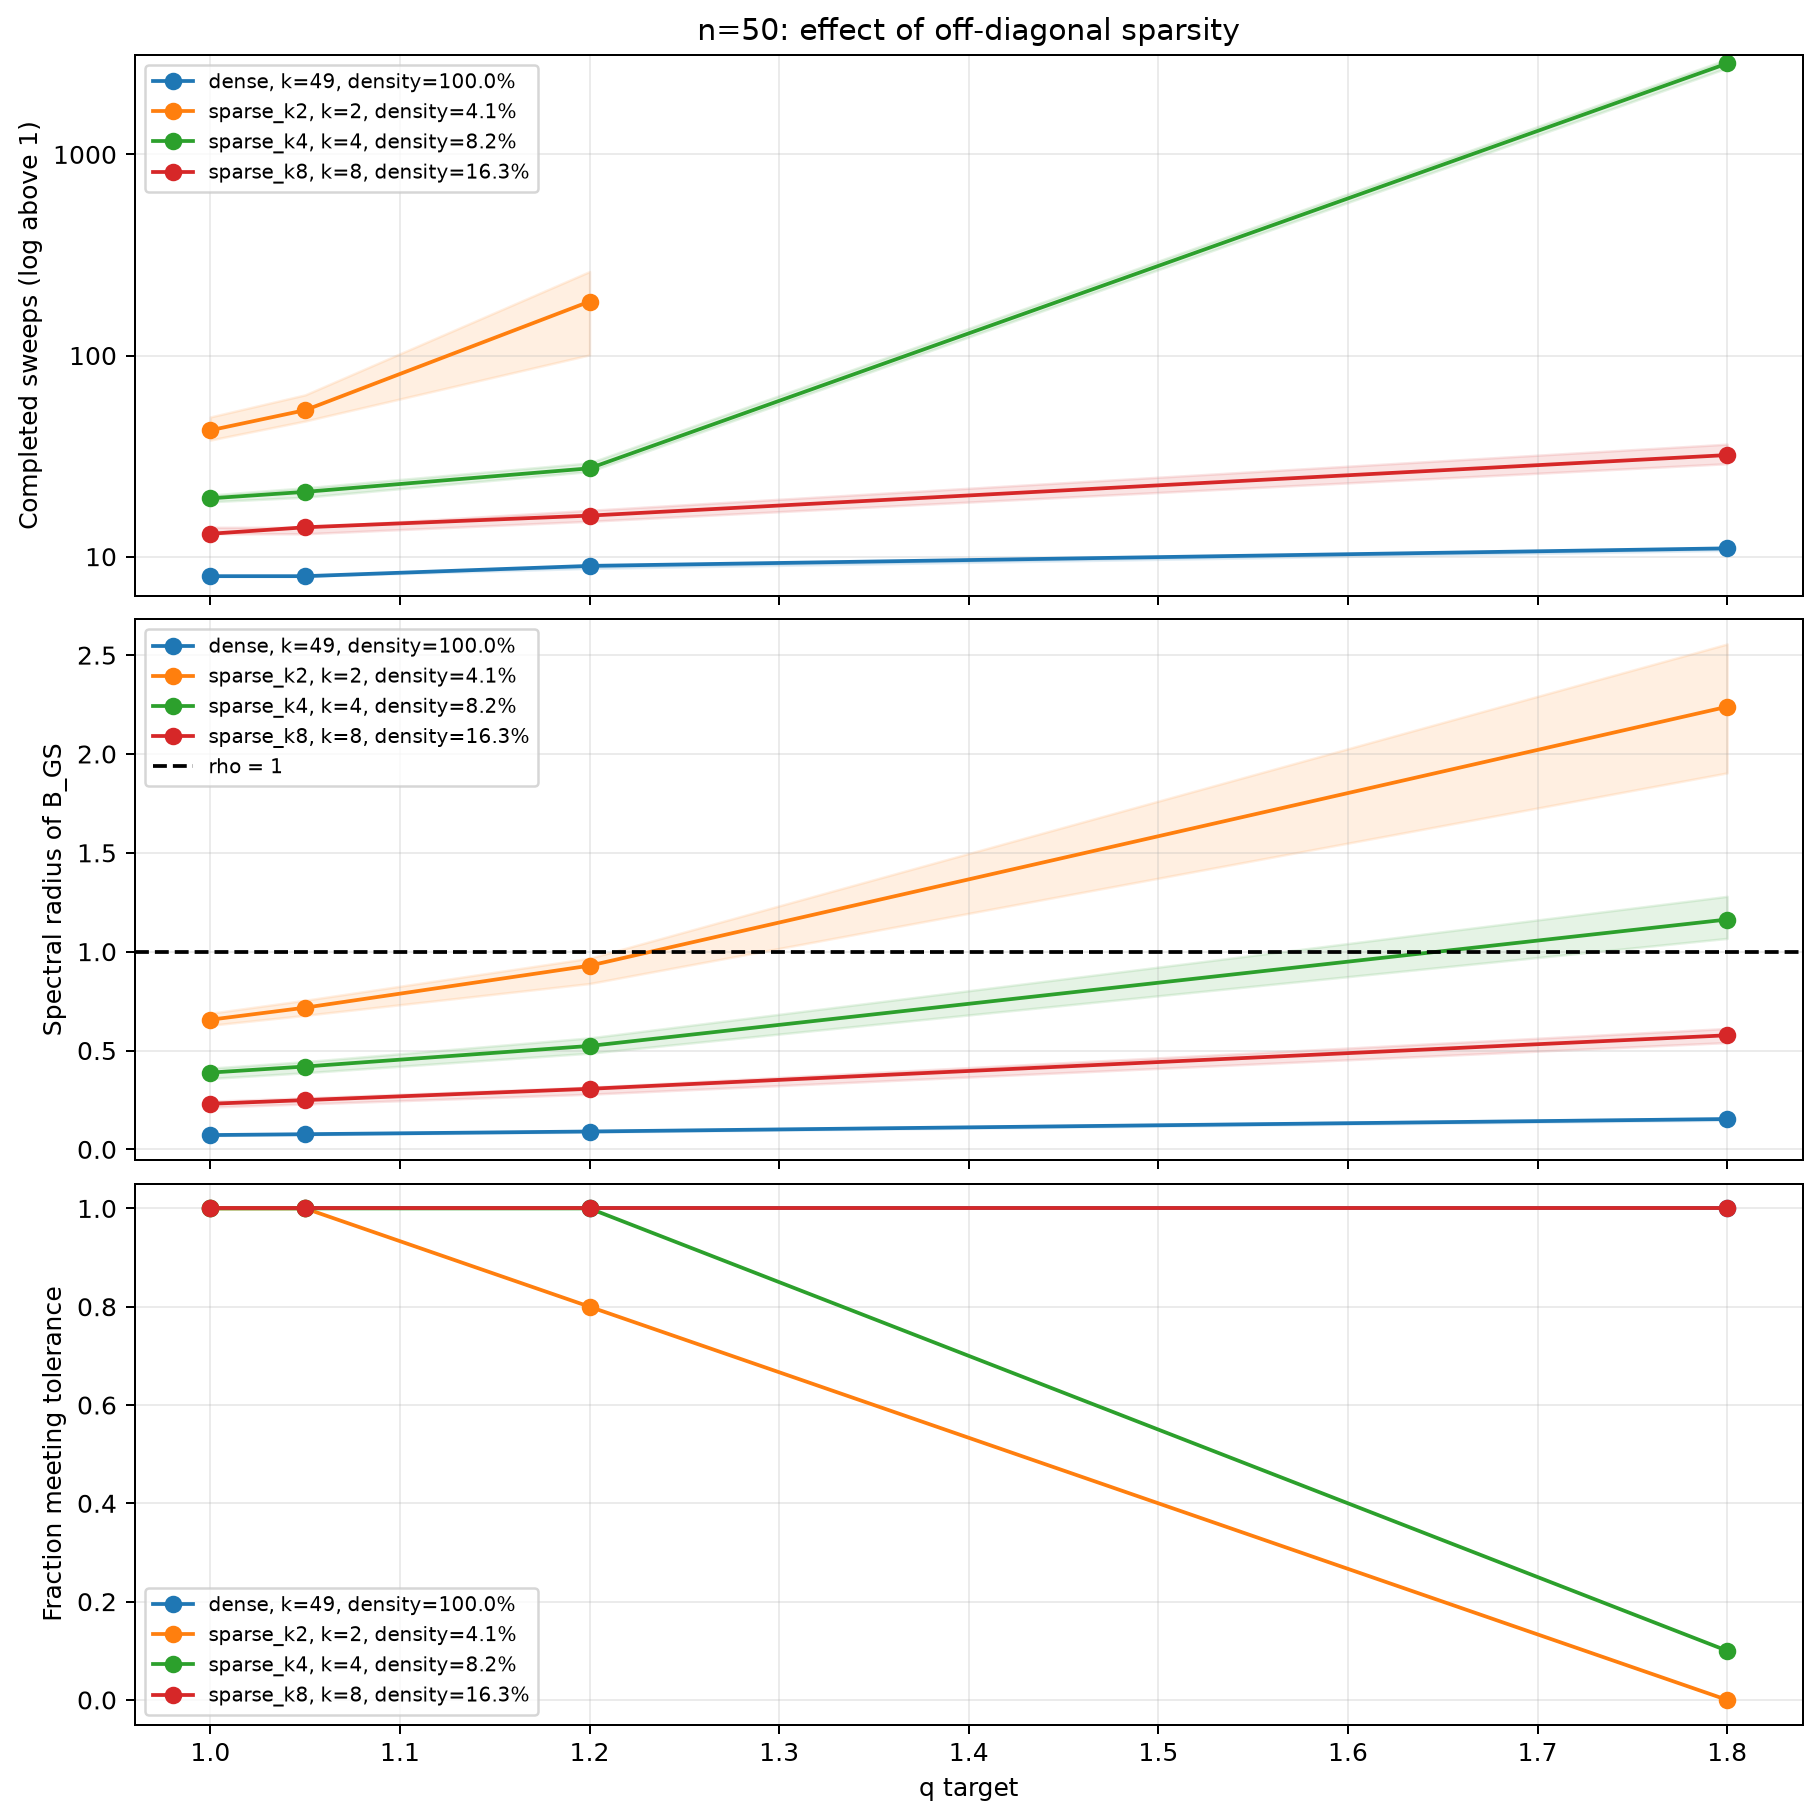 n=50: effect of off-diagonal sparsity
Completed sweeps (log above 1)
1000
100
10
dense, k=49, density=100.0%
sparse_k2, k=2, density=4.1%
sparse_k4, k=4, density=8.2%
sparse_k8, k=8, density=16.3%
Spectral radius of B_GS
2.5
2.0
1.5
1.0
0.5
0.0
dense, k=49, density=100.0%
sparse_k2, k=2, density=4.1%
sparse_k4, k=4, density=8.2%
sparse_k8, k=8, density=16.3%
rho = 1
Fraction meeting tolerance
1.0
0.8
0.6
0.4
0.2
0.0
dense, k=49, density=100.0%
sparse_k2, k=2, density=4.1%
sparse_k4, k=4, density=8.2%
sparse_k8, k=8, density=16.3%
1.0 1.1 1.2 1.3 1.4 1.5 1.6 1.7 1.8
q target